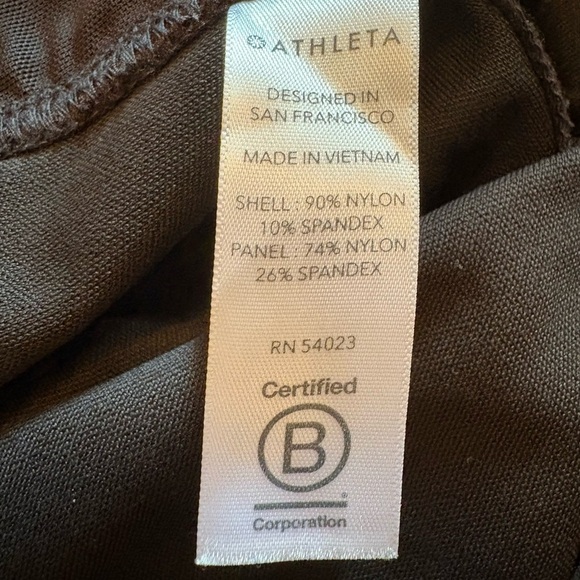 ATHLETA
DESIGNED IN
SAN FRANCISCO
MADE IN VIETNAM
SHELL : 90% NYLON
10% SPANDEX
PANEL : 74% NYLON
26% SPANDEX
RN 54023
Certified
B
Corporation